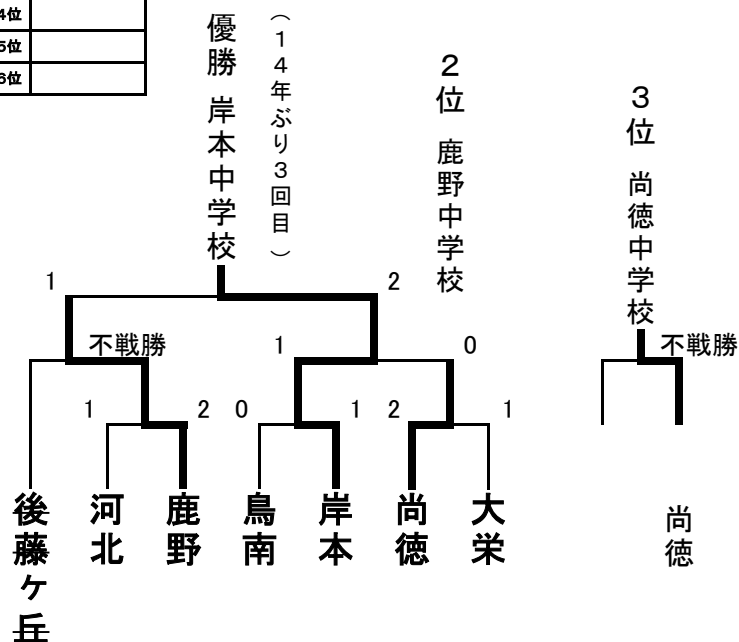 4位
5位
6位
優勝 岸本中学校
（14年ぶり3回目）
2位 鹿野中学校
3位 尚徳中学校
1
2
不戦勝
1
0
不戦勝
1
2
0
1
2
1
後藤ヶ丘
河北
鹿野
鳥南
岸本
尚徳
大栄
尚徳